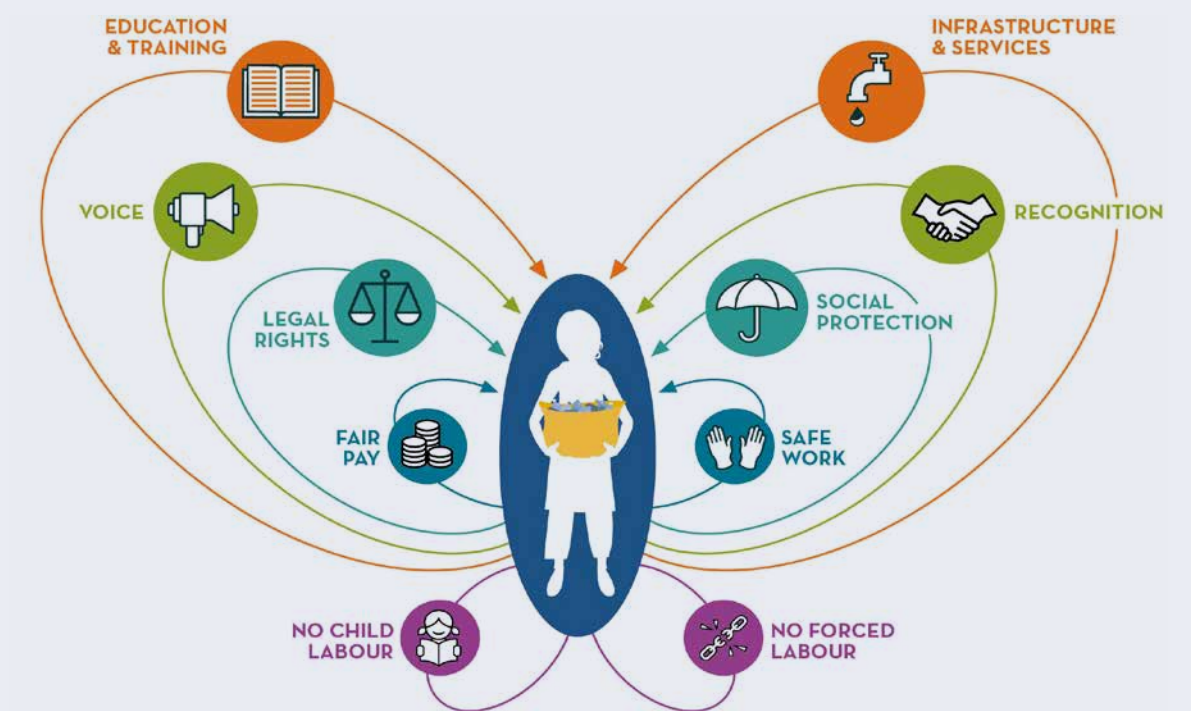 EDUCATION
& TRAINING
INFRASTRUCTURE
& SERVICES
VOICE
RECOGNITION
LEGAL
RIGHTS
SOCIAL
PROTECTION
FAIR
PAY
SAFE
WORK
NO CHILD
LABOUR
NO FORCED
LABOUR